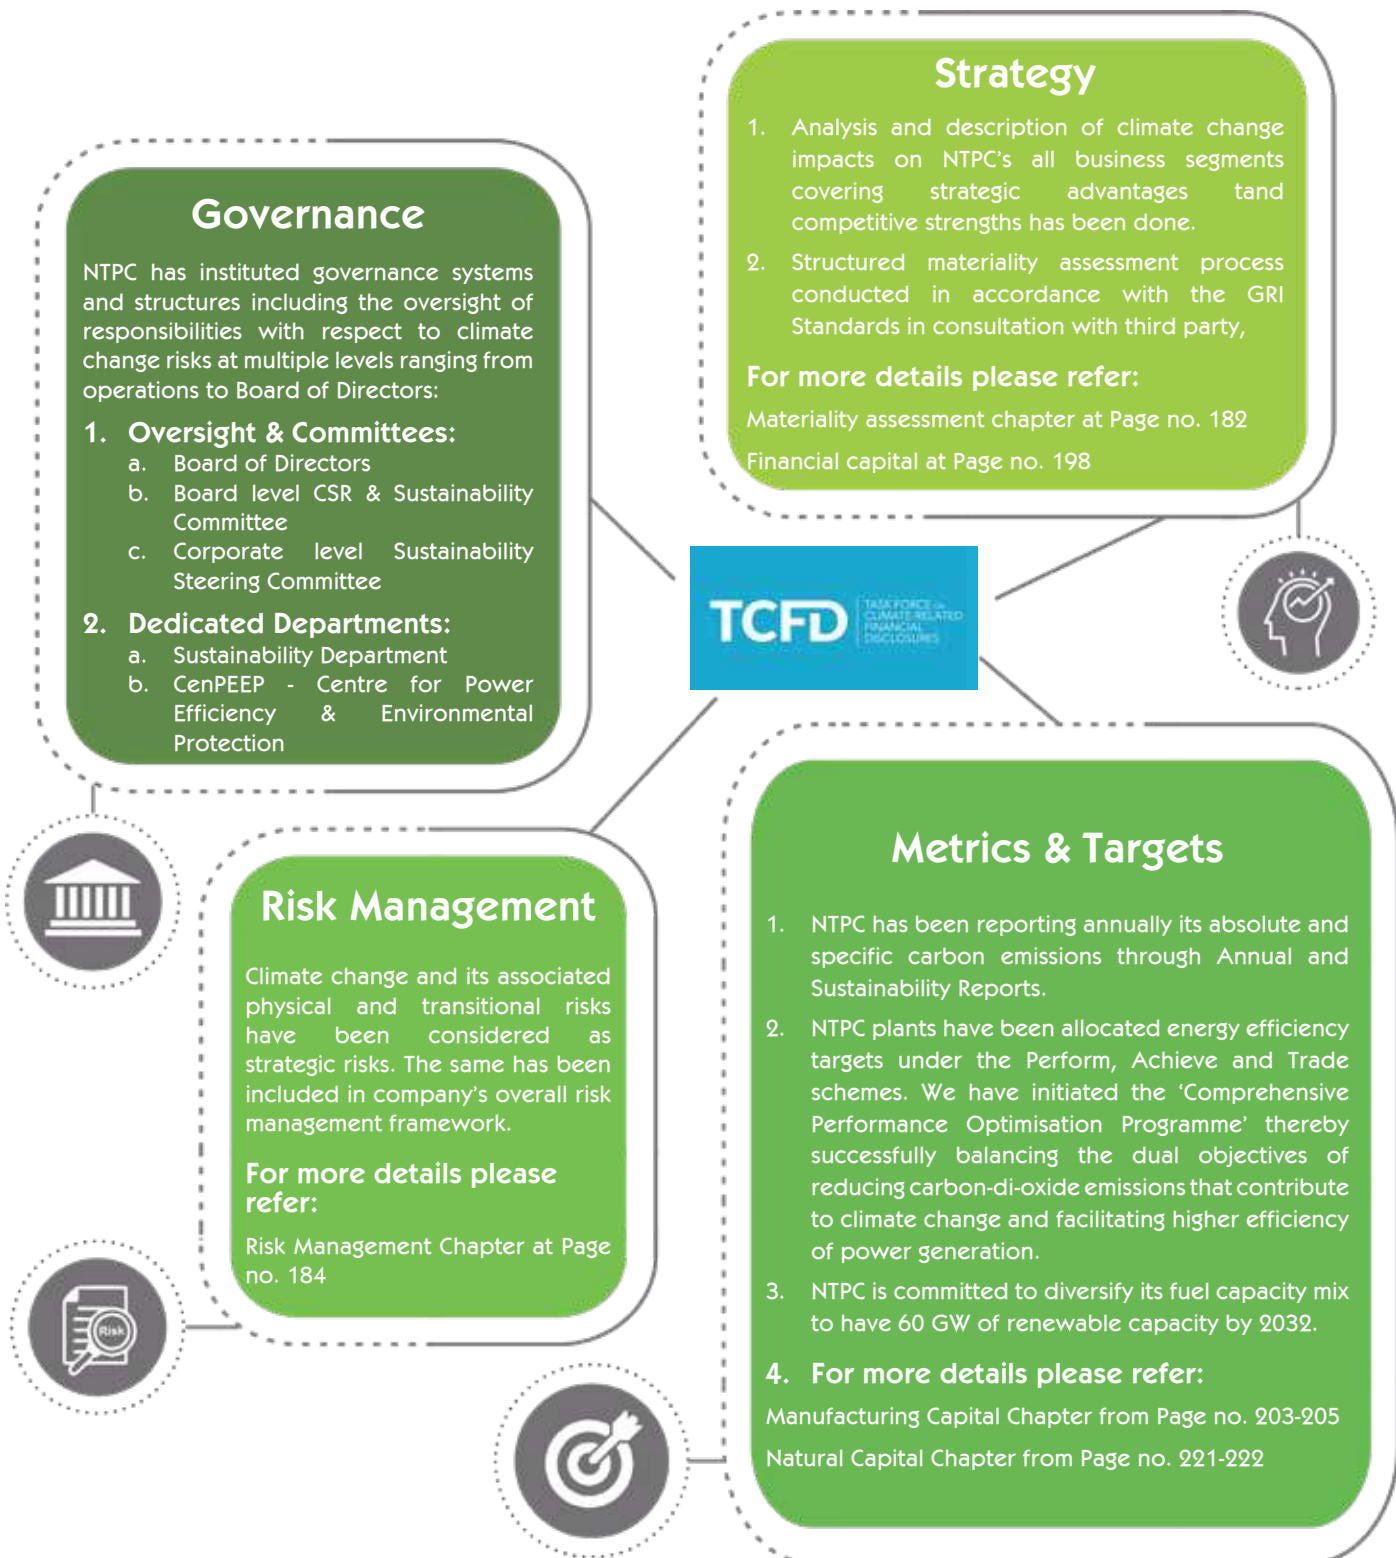 Strategy
1. Analysis and description of climate change
impacts on NTPC's all business segments
covering strategic advantages tand
competitive strengths has been done.
2. Structured materiality assessment process
conducted in accordance with the GRI
Standards in consultation with third party,
For more details please refer:
Materiality assessment chapter at Page no. 182
Financial capital at Page no. 198
Governance
NTPC has instituted governance systems
and structures including the oversight of
responsibilities with respect to climate
change risks at multiple levels ranging from
operations to Board of Directors:
1. Oversight & Committees:
a. Board of Directors
b. Board level CSR & Sustainability
Committee
c. Corporate level Sustainability
Steering Committee
2. Dedicated Departments:
a. Sustainability Department
b. CenPEEP - Centre for Power
Efficiency & Environmental
Protection
TCFD
TASK FORCE ON
CLIMATE-RELATED
FINANCIAL
DISCLOSURES
Risk Management
Climate change and its associated
physical and transitional risks
have been considered as
strategic risks. The same has been
included in company's overall risk
management framework.
For more details please
refer:
Risk Management Chapter at Page
no. 184
Risk
Metrics & Targets
1. NTPC has been reporting annually its absolute and
specific carbon emissions through Annual and
Sustainability Reports.
2. NTPC plants have been allocated energy efficiency
targets under the Perform, Achieve and Trade
schemes. We have initiated the ‘Comprehensive
Performance Optimisation Programme’ thereby
successfully balancing the dual objectives of
reducing carbon-di-oxide emissions that contribute
to climate change and facilitating higher efficiency
of power generation.
3. NTPC is committed to diversify its fuel capacity mix
to have 60 GW of renewable capacity by 2032.
4. For more details please refer:
Manufacturing Capital Chapter from Page no. 203-205
Natural Capital Chapter from Page no. 221-222